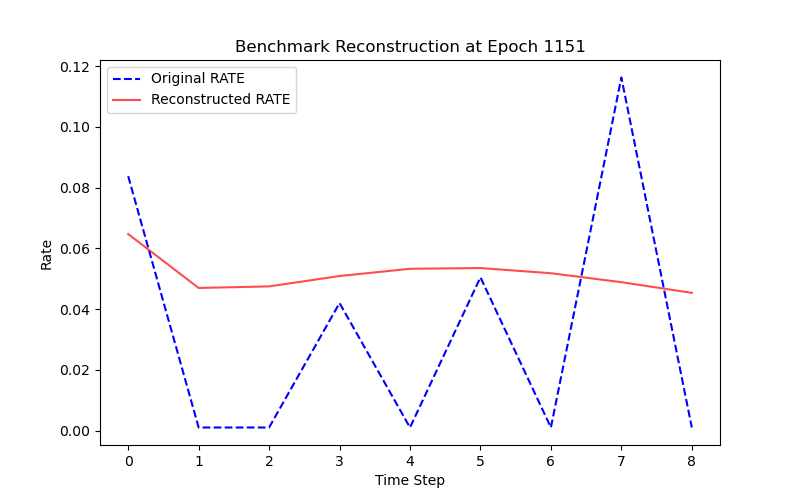 Benchmark Reconstruction at Epoch 1151
Original RATE
Reconstructed RATE
0.12
0.10
0.08
0.06
0.04
0.02
0.00
Rate
0 1 2 3 4 5 6 7 8
Time Step